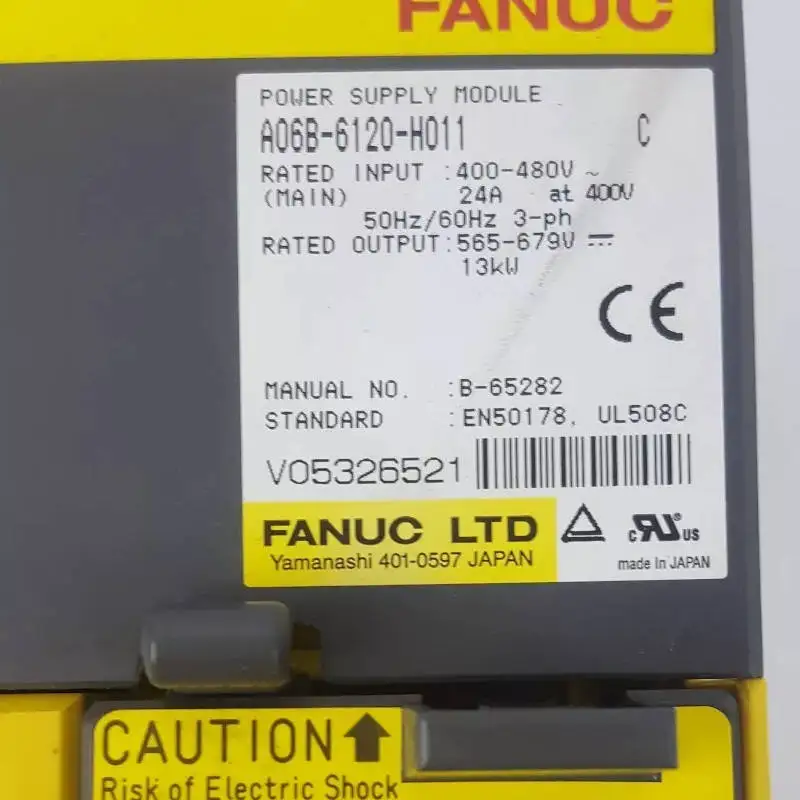 FANUC
POWER SUPPLY MODULE
A06B-6120-H011 C
RATED INPUT :400-480V ~
(MAIN) 24A at 400V
50Hz/60Hz 3-ph
RATED OUTPUT:565-679V ⎓
13kW
CE
MANUAL NO. :B-65282
STANDARD :EN50178, UL508C
V05326521
FANUC LTD
Yamanashi 401-0597 JAPAN
c RU ® US
made in JAPAN
CAUTION
Risk of Electric Shock